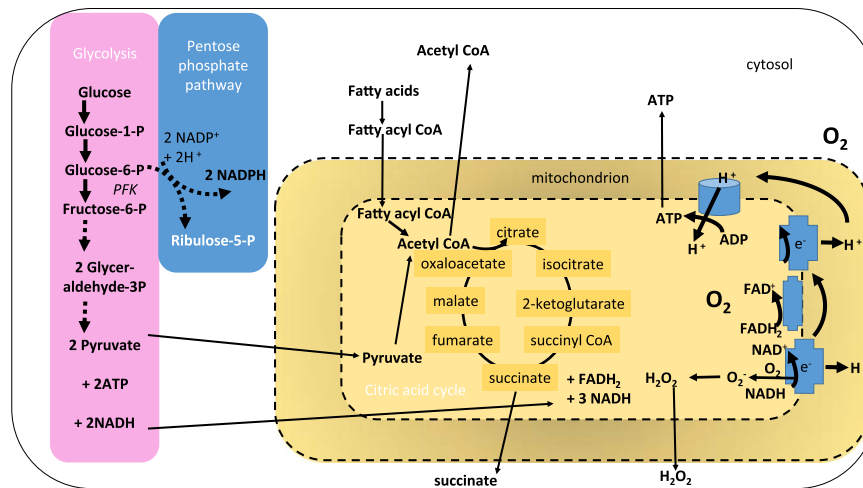 Glycolysis
Glucose
Glucose-1-P
Glucose-6-P
PFK
Fructose-6-P
2 Glycer-
aldehyde-3P
2 Pyruvate
+ 2ATP
+ 2NADH
Pentose
phosphate
pathway
2 NADP⁺
+ 2H⁺
2 NADPH
Ribulose-5-P
Acetyl CoA
Fatty acids
Fatty acyl CoA
cytosol
ATP
O₂
mitochondrion
Fatty acyl CoA
Acetyl CoA
citrate
oxaloacetate
isocitrate
malate
2-ketoglutarate
fumarate
succinyl CoA
succinate
Pyruvate
Citric acid cycle
+ FADH₂
+ 3 NADH
ATP
ADP
H⁺
H⁺
e⁻
H⁺
O₂
FAD⁺
FADH₂
NAD⁺
O₂
e⁻
H
NADH
O₂⁻
H₂O₂
succinate
H₂O₂